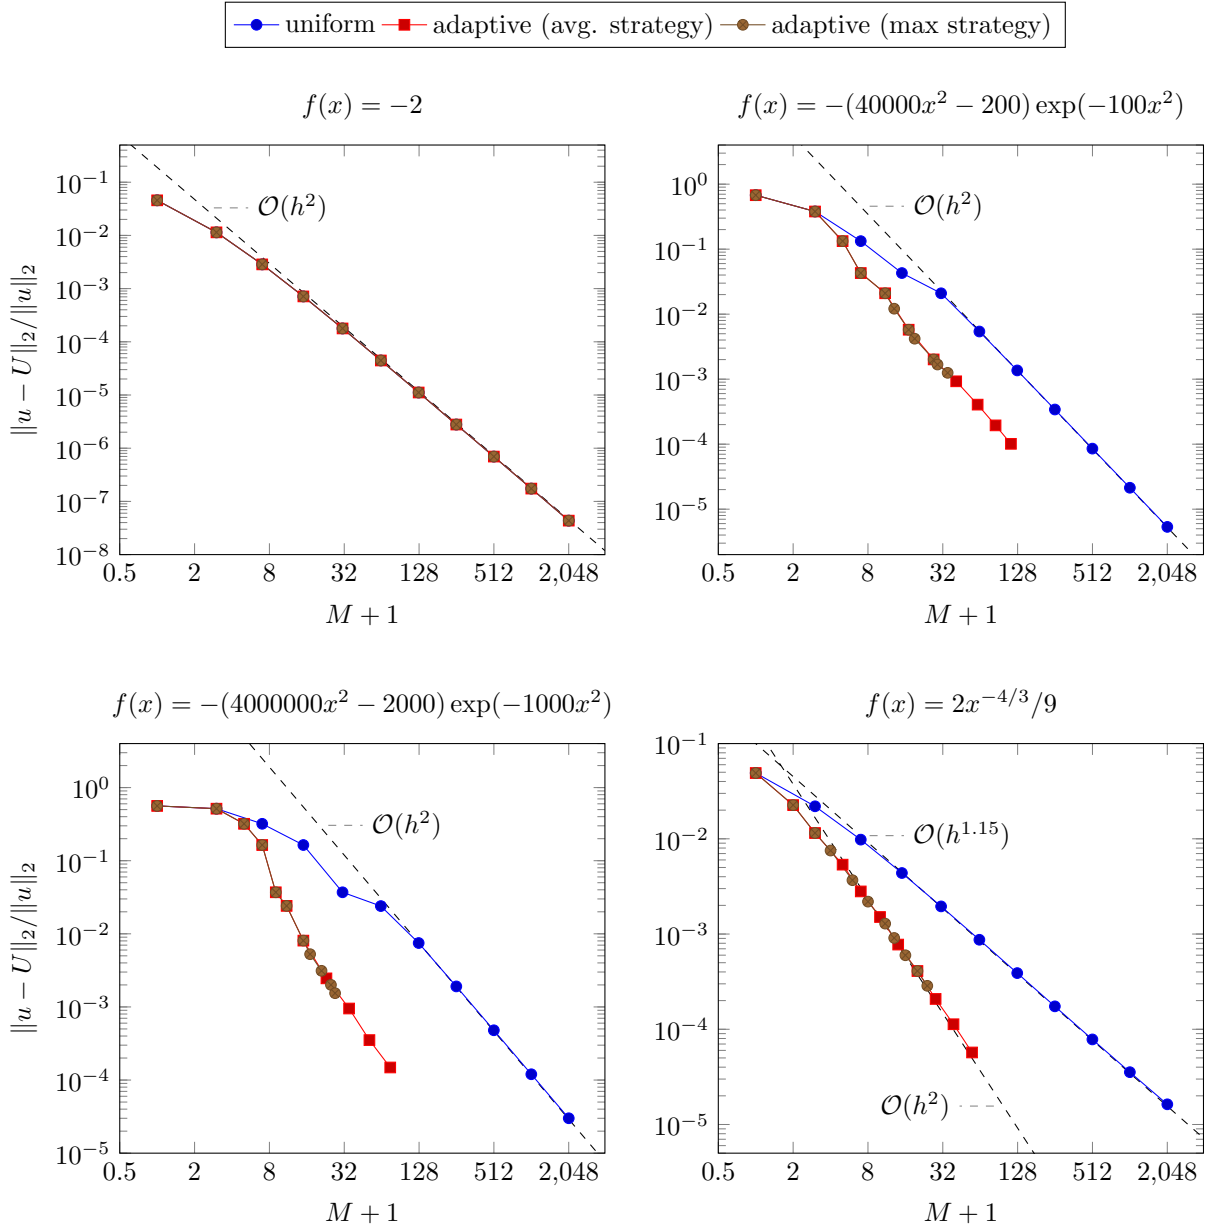 uniform adaptive (avg. strategy) adaptive (max strategy)
f(x) = −2
10⁻¹
10⁻²
10⁻³
10⁻⁴
10⁻⁵
10⁻⁶
10⁻⁷
10⁻⁸
‖u − U‖₂/‖u‖₂
𝒪(h²)
0.5 2 8 32 128 512 2,048
M + 1
f(x) = −(40000x² − 200) exp(−100x²)
10⁰
10⁻¹
10⁻²
10⁻³
10⁻⁴
10⁻⁵
𝒪(h²)
0.5 2 8 32 128 512 2,048
M + 1
f(x) = −(4000000x² − 2000) exp(−1000x²)
10⁰
10⁻¹
10⁻²
10⁻³
10⁻⁴
10⁻⁵
‖u − U‖₂/‖u‖₂
𝒪(h²)
0.5 2 8 32 128 512 2,048
M + 1
f(x) = 2x⁻⁴/³/9
10⁻¹
10⁻²
10⁻³
10⁻⁴
10⁻⁵
𝒪(h¹·¹⁵)
𝒪(h²)
0.5 2 8 32 128 512 2,048
M + 1